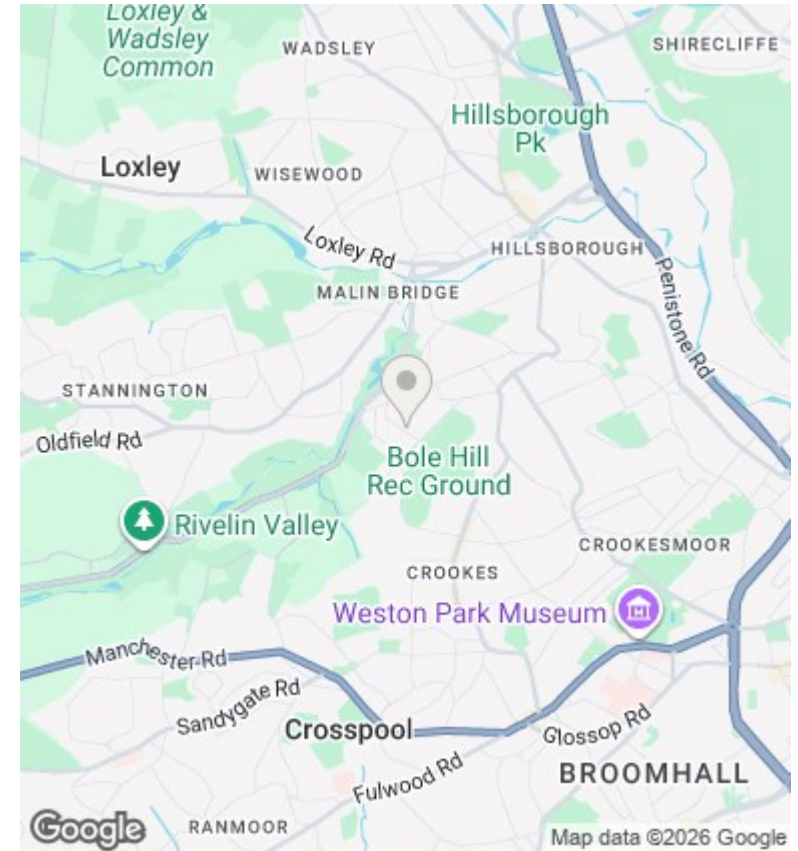 Loxley &
Wadsley
Common
WADSLEY
SHIRECLIFFE
Hillsborough
Pk
Loxley
WISEWOOD
Loxley Rd
HILLSBOROUGH
MALIN BRIDGE
Penistone Rd
STANNINGTON
Oldfield Rd
Bole Hill
Rec Ground
Rivelin Valley
CROOKESMOOR
CROOKES
Weston Park Museum
Manchester Rd
Sandygate Rd
Crosspool
Glossop Rd
Fulwood Rd
BROOMHALL
RANMOOR
Google
Map data ©2026 Google